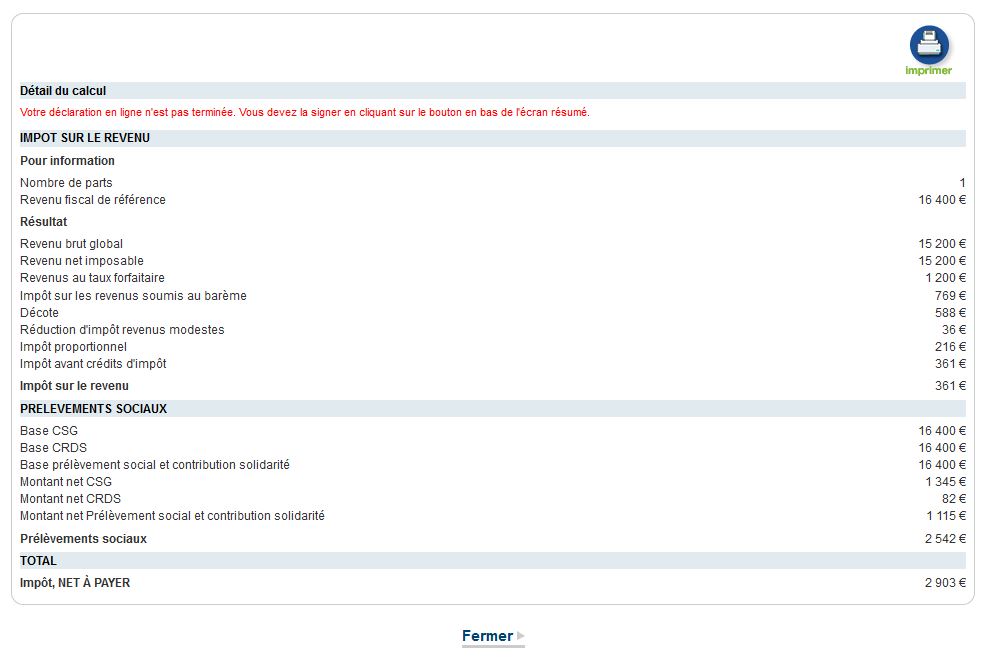 imprimer
Détail du calcul
Votre déclaration en ligne n'est pas terminée. Vous devez la signer en cliquant sur le bouton en bas de l'écran résumé.
IMPOT SUR LE REVENU
Pour information
Nombre de parts 1
Revenu fiscal de référence 16 400 €
Résultat
Revenu brut global 15 200 €
Revenu net imposable 15 200 €
Revenus au taux forfaitaire 1 200 €
Impôt sur les revenus soumis au barème 769 €
Décote 588 €
Réduction d'impôt revenus modestes 36 €
Impôt proportionnel 216 €
Impôt avant crédits d'impôt 361 €
Impôt sur le revenu 361 €
PRELEVEMENTS SOCIAUX
Base CSG 16 400 €
Base CRDS 16 400 €
Base prélèvement social et contribution solidarité 16 400 €
Montant net CSG 1 345 €
Montant net CRDS 82 €
Montant net Prélèvement social et contribution solidarité 1 115 €
Prélèvements sociaux 2 542 €
TOTAL
Impôt, NET À PAYER 2 903 €
Fermer